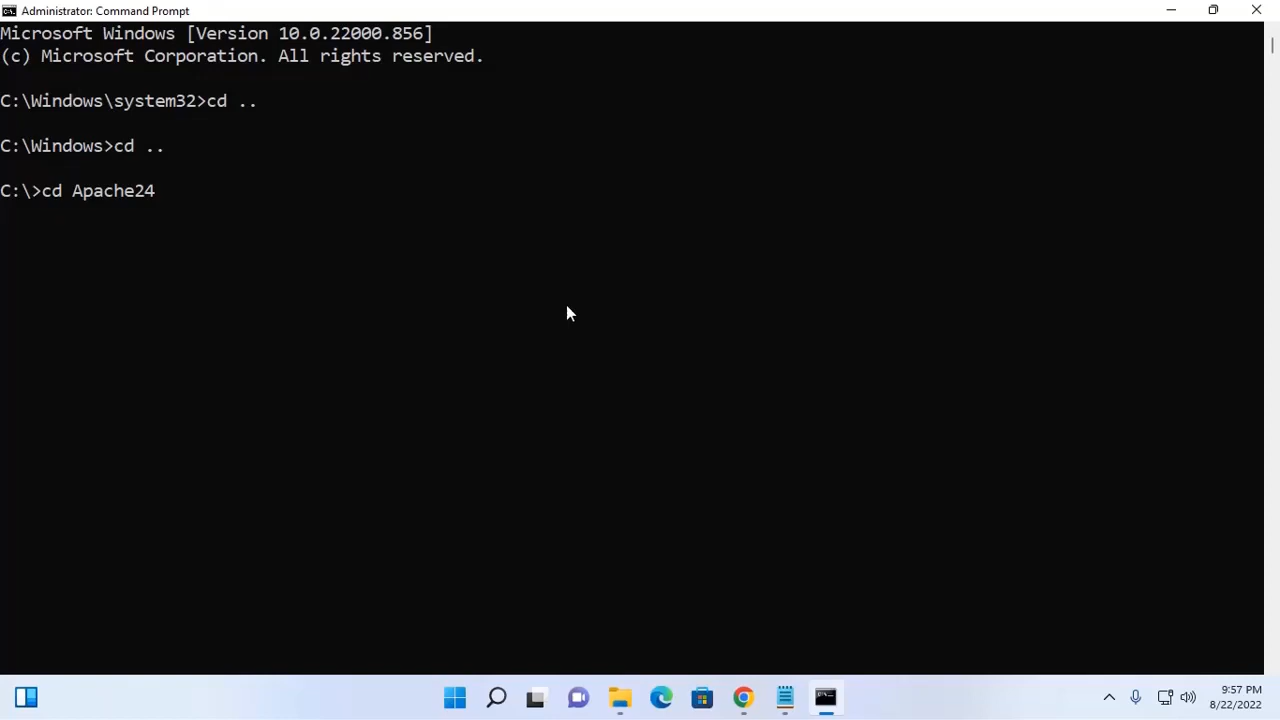 Administrator: Command Prompt
Microsoft Windows [Version 10.0.22000.856]
(c) Microsoft Corporation. All rights reserved.
C:\Windows\system32>cd ..
C:\Windows>cd ..
C:\>cd Apache24
9:57 PM
8/22/2022